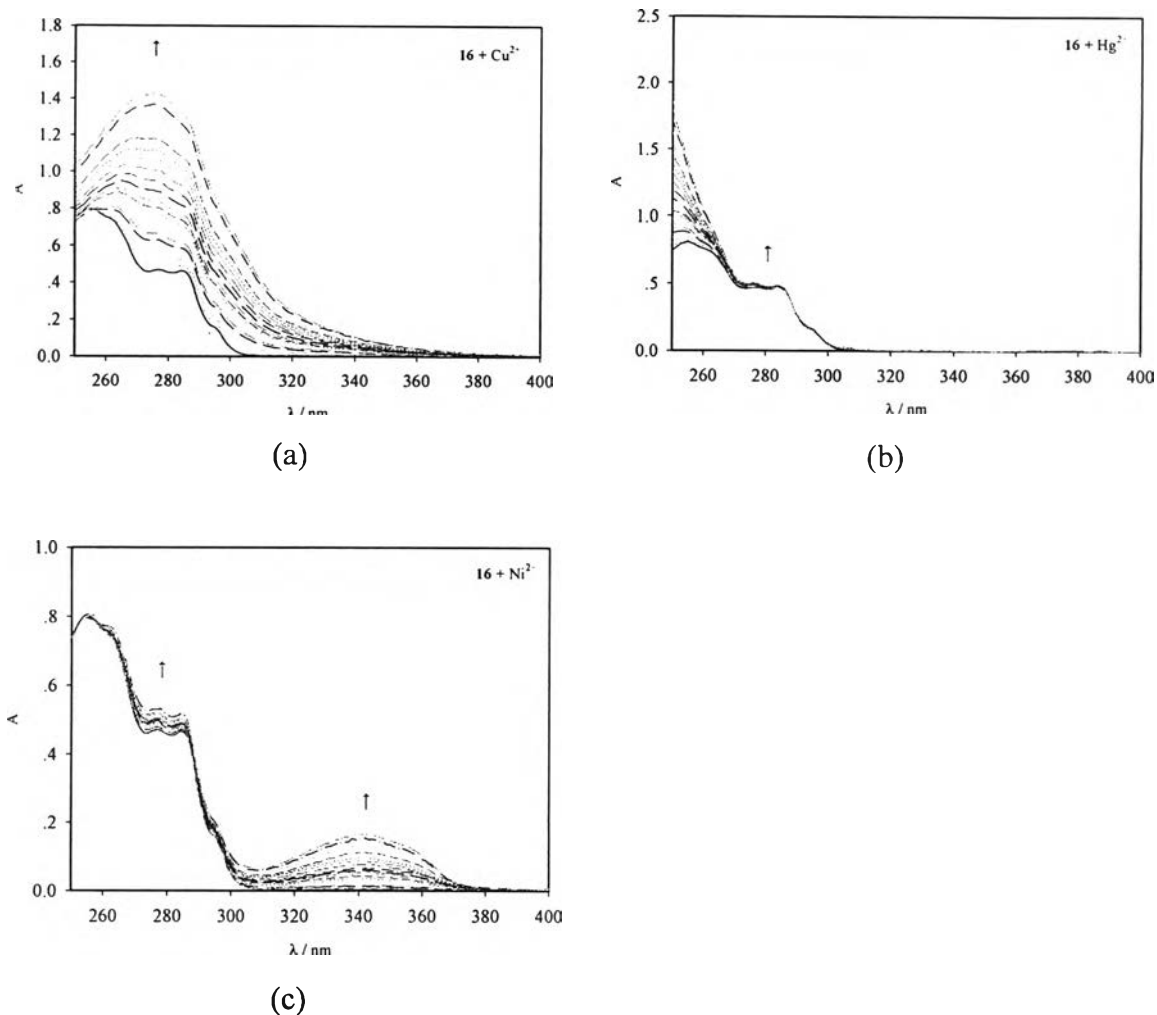 1.8
1.6
1.4
1.2
1.0
.8
.6
.4
.2
0.0
A
↑
16 + Cu²⁺
260 280 300 320 340 360 380 400
λ / nm
(a)
2.5
2.0
1.5
1.0
.5
0.0
A
↑
16 + Hg²⁻
260 280 300 320 340 360 380 400
λ / nm
(b)
1.0
.8
.6
.4
.2
0.0
A
↑
↑
16 + Ni²⁻
260 280 300 320 340 360 380 400
λ / nm
(c)